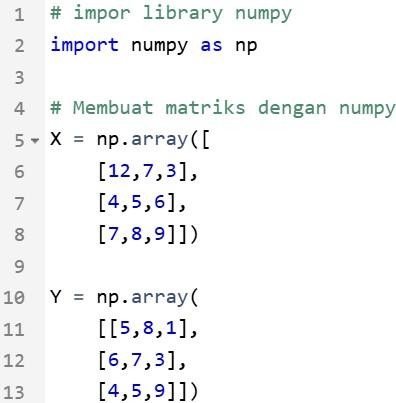 1 # impor library numpy
2 import numpy as np
3
4 # Membuat matriks dengan numpy
5 X = np.array([
6     [12,7,3],
7     [4,5,6],
8     [7,8,9]])
9
10 Y = np.array(
11     [[5,8,1],
12     [6,7,3],
13     [4,5,9]])